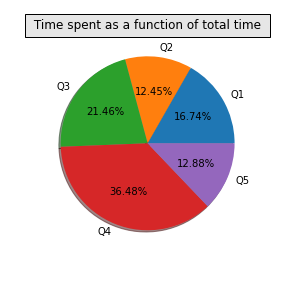 Time spent as a function of total time
Q2
Q3
Q1
12.45%
21.46%
16.74%
12.88%
Q5
36.48%
Q4